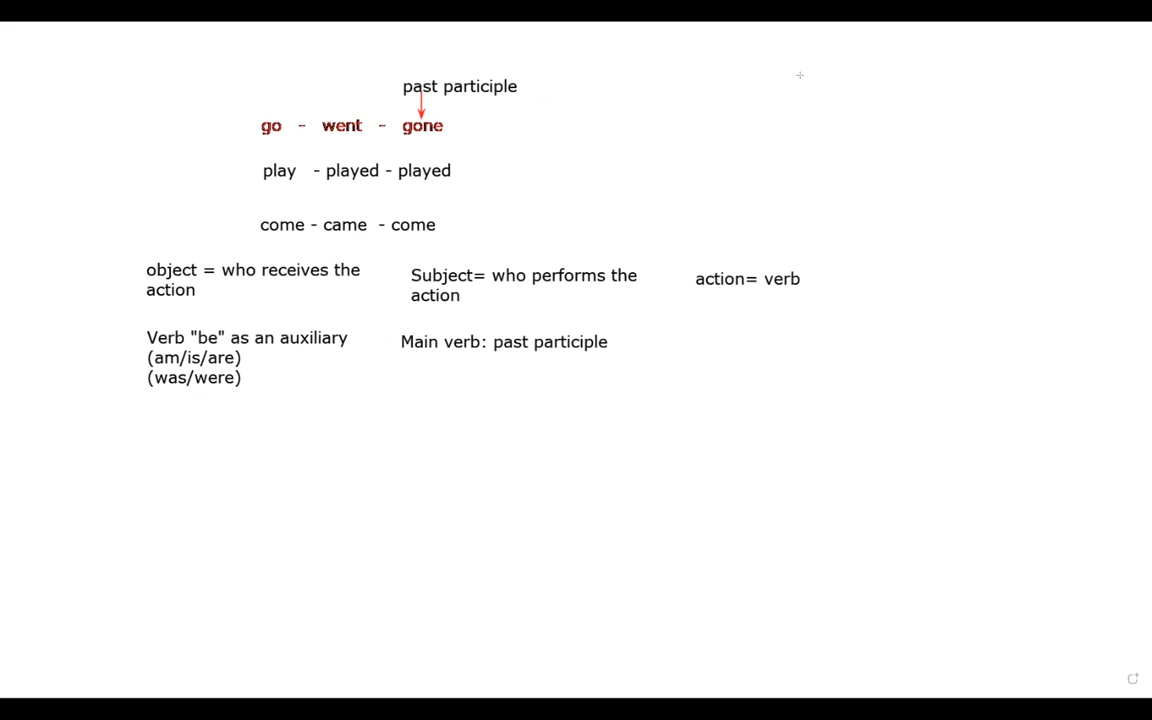 past participle
go - went - gone
play - played - played
come - came - come
object = who receives the
action
Subject= who performs the
action
action= verb
Verb "be" as an auxiliary
(am/is/are)
(was/were)
Main verb: past participle